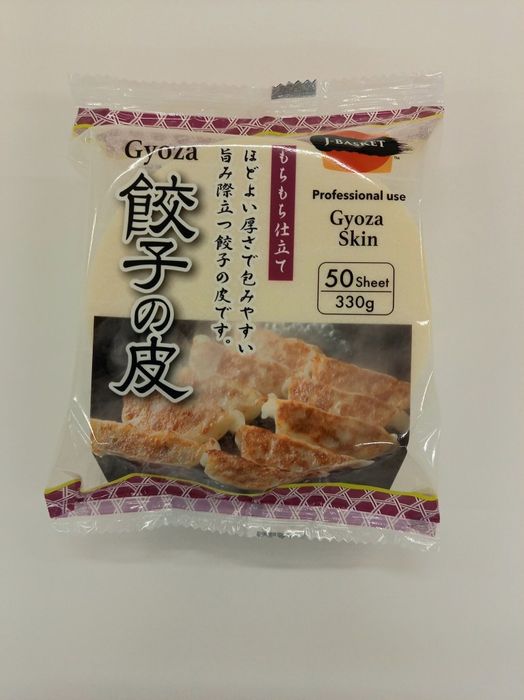 J-BASKET
™
Gyoza
餃子の皮
もちもち仕立て
ほどよい厚さで包みやすい
旨み際立つ餃子の皮です。
Professional use
Gyoza
Skin
50 Sheet
330g